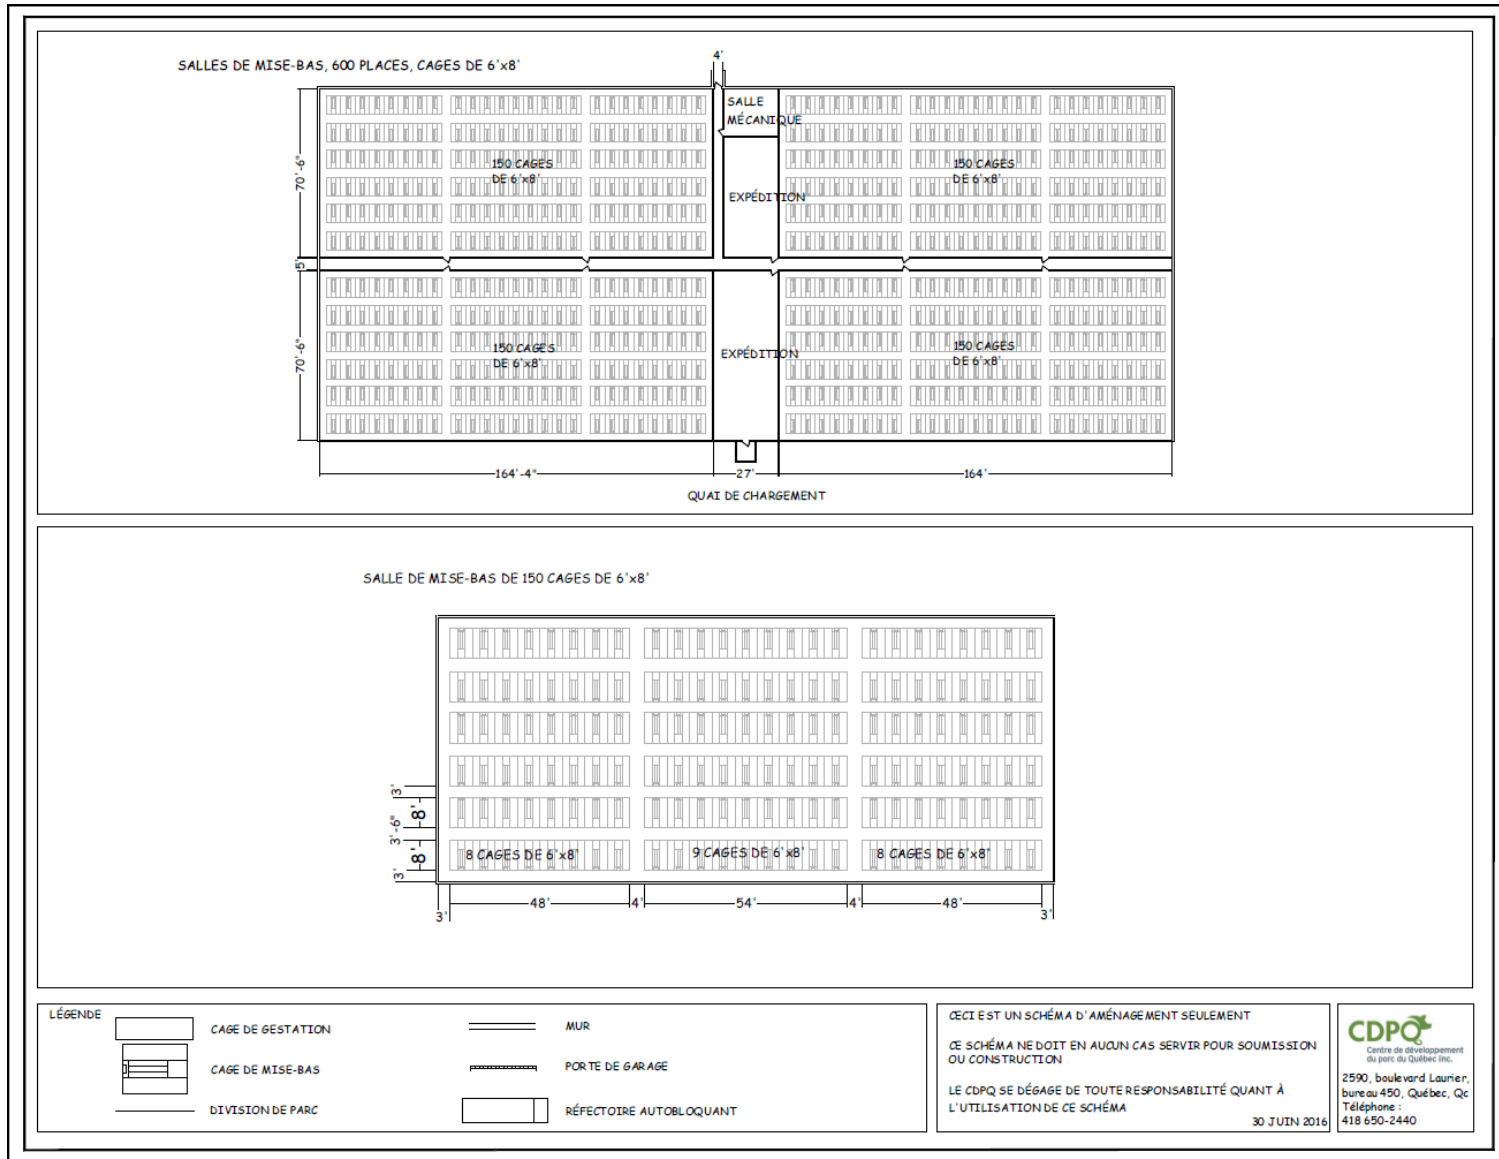 SALLES DE MISE-BAS, 600 PLACES, CAGES DE 6'x8'
4'
SALLE
MÉCANIQUE
70'-6"
150 CAGES
DE 6'x8'
150 CAGES
DE 6'x8'
EXPÉDITION
5'
70'-6"
150 CAGES
DE 6'x8'
EXPÉDITION
150 CAGES
DE 6'x8'
164'-4"
27'
164'
QUAI DE CHARGEMENT
SALLE DE MISE-BAS DE 150 CAGES DE 6'x8'
3'
8'
3'-6"
8'
3'
8 CAGES DE 6'x8'
9 CAGES DE 6'x8'
8 CAGES DE 6'x8'
3'
48'
4'
54'
4'
48'
3'
LÉGENDE
CAGE DE GESTATION
CAGE DE MISE-BAS
DIVISION DE PARC
MUR
PORTE DE GARAGE
RÉFECTOIRE AUTOBLOQUANT
CECI EST UN SCHÉMA D'AMÉNAGEMENT SEULEMENT
CE SCHÉMA NE DOIT EN AUCUN CAS SERVIR POUR SOUMISSION
OU CONSTRUCTION
LE CDPQ SE DÉGAGE DE TOUTE RESPONSABILITÉ QUANT À
L'UTILISATION DE CE SCHÉMA
30 JUIN 2016
CDPQ
Centre de développement
du porc du Québec inc.
2590, boulevard Laurier,
bureau 450, Québec, Qc
Téléphone :
418 650-2440